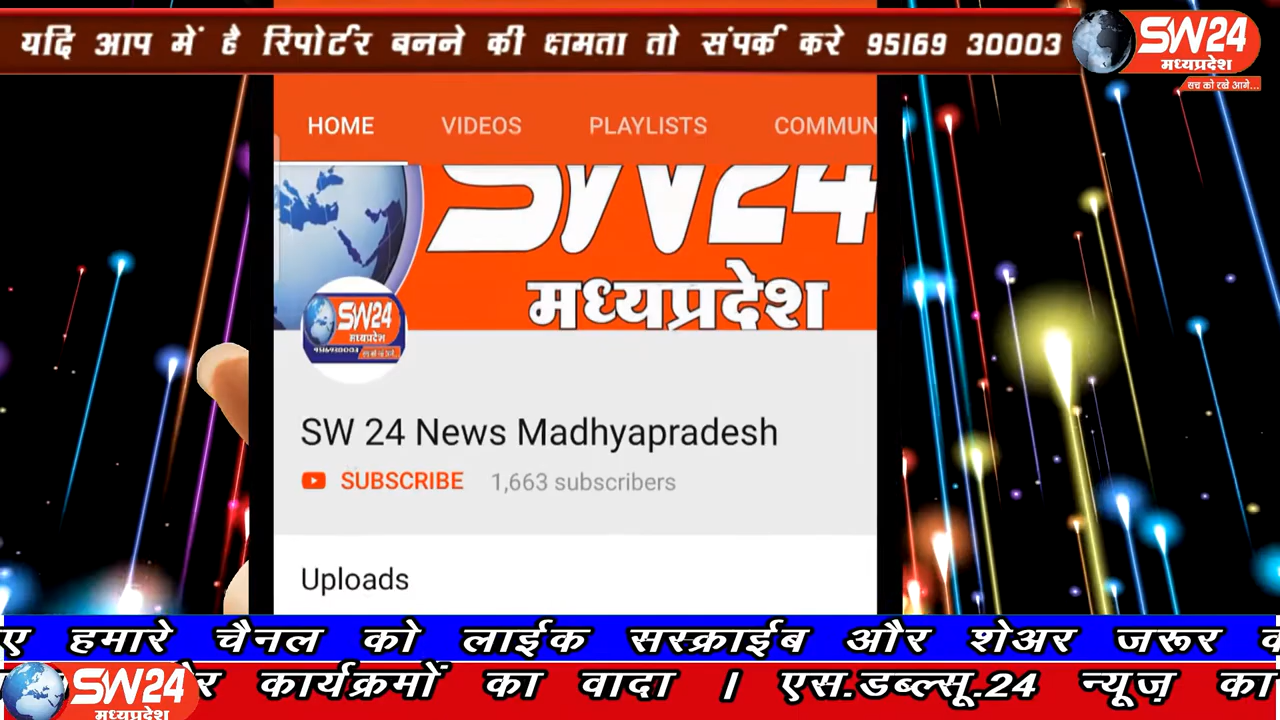 यदि आप में है रिपोर्टर बनने की क्षमता तो संपर्क करे 95169 30003
SW24
मध्यप्रदेश
सच को रखे आगे...
HOME VIDEOS PLAYLISTS COMMUN
SW24
मध्यप्रदेश
SW24
मध्यप्रदेश
9516930003
SW 24 News Madhyapradesh
SUBSCRIBE 1,663 subscribers
Uploads
ए हमारे चैनल को लाईक सस्क्राईब और शेअर जरूर
कार्यक्रमों का वादा । एस.डब्ल्सू.24 न्यूज़ का
SW24
मध्यप्रदेश